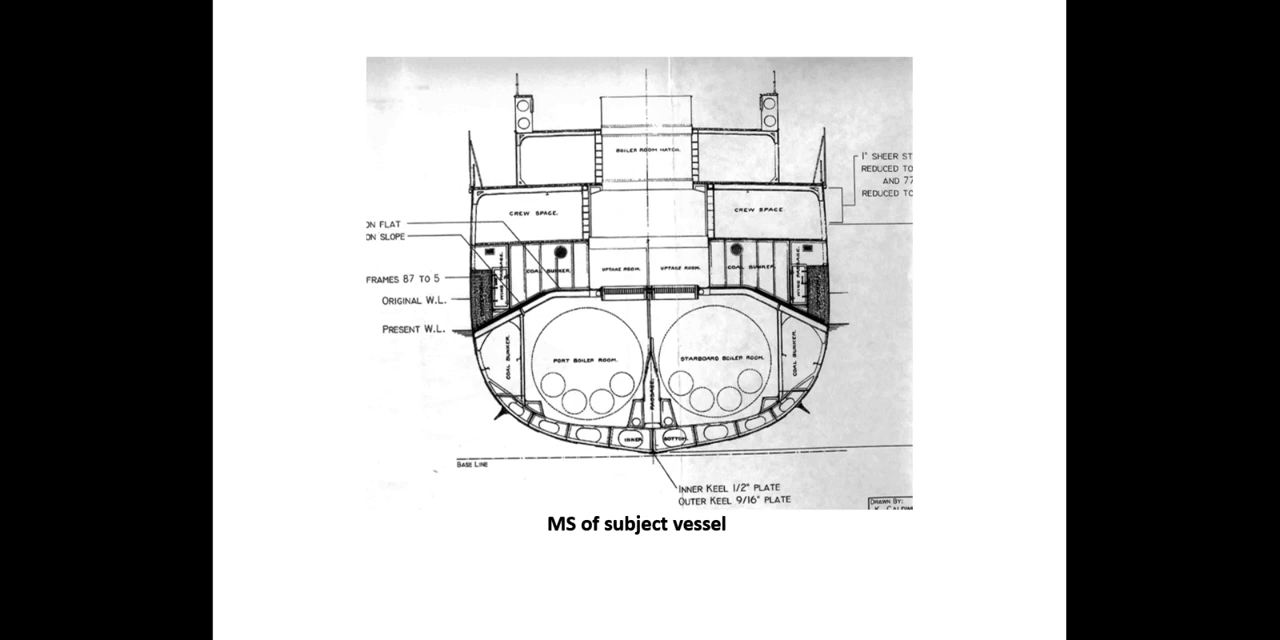 BOILER ROOM HATCH.
1" SHEER ST
REDUCED TO
AND 77
REDUCED TO
CREW SPACE.
CREW SPACE.
ON FLAT
ON SLOPE
COAL BUNKER.
UPTAKE ROOM.
UPTAKE ROOM.
COAL BUNKER.
FRAMES 87 TO 5
ORIGINAL W.L.
PRESENT W.L.
COAL BUNKER.
PORT BOILER ROOM.
STARBOARD BOILER ROOM.
COAL BUNKER.
PASSAGE.
INNER
BOTTOM
BASE LINE
INNER KEEL 1/2" PLATE
OUTER KEEL 9/16" PLATE
DRAWN BY:
MS of subject vessel